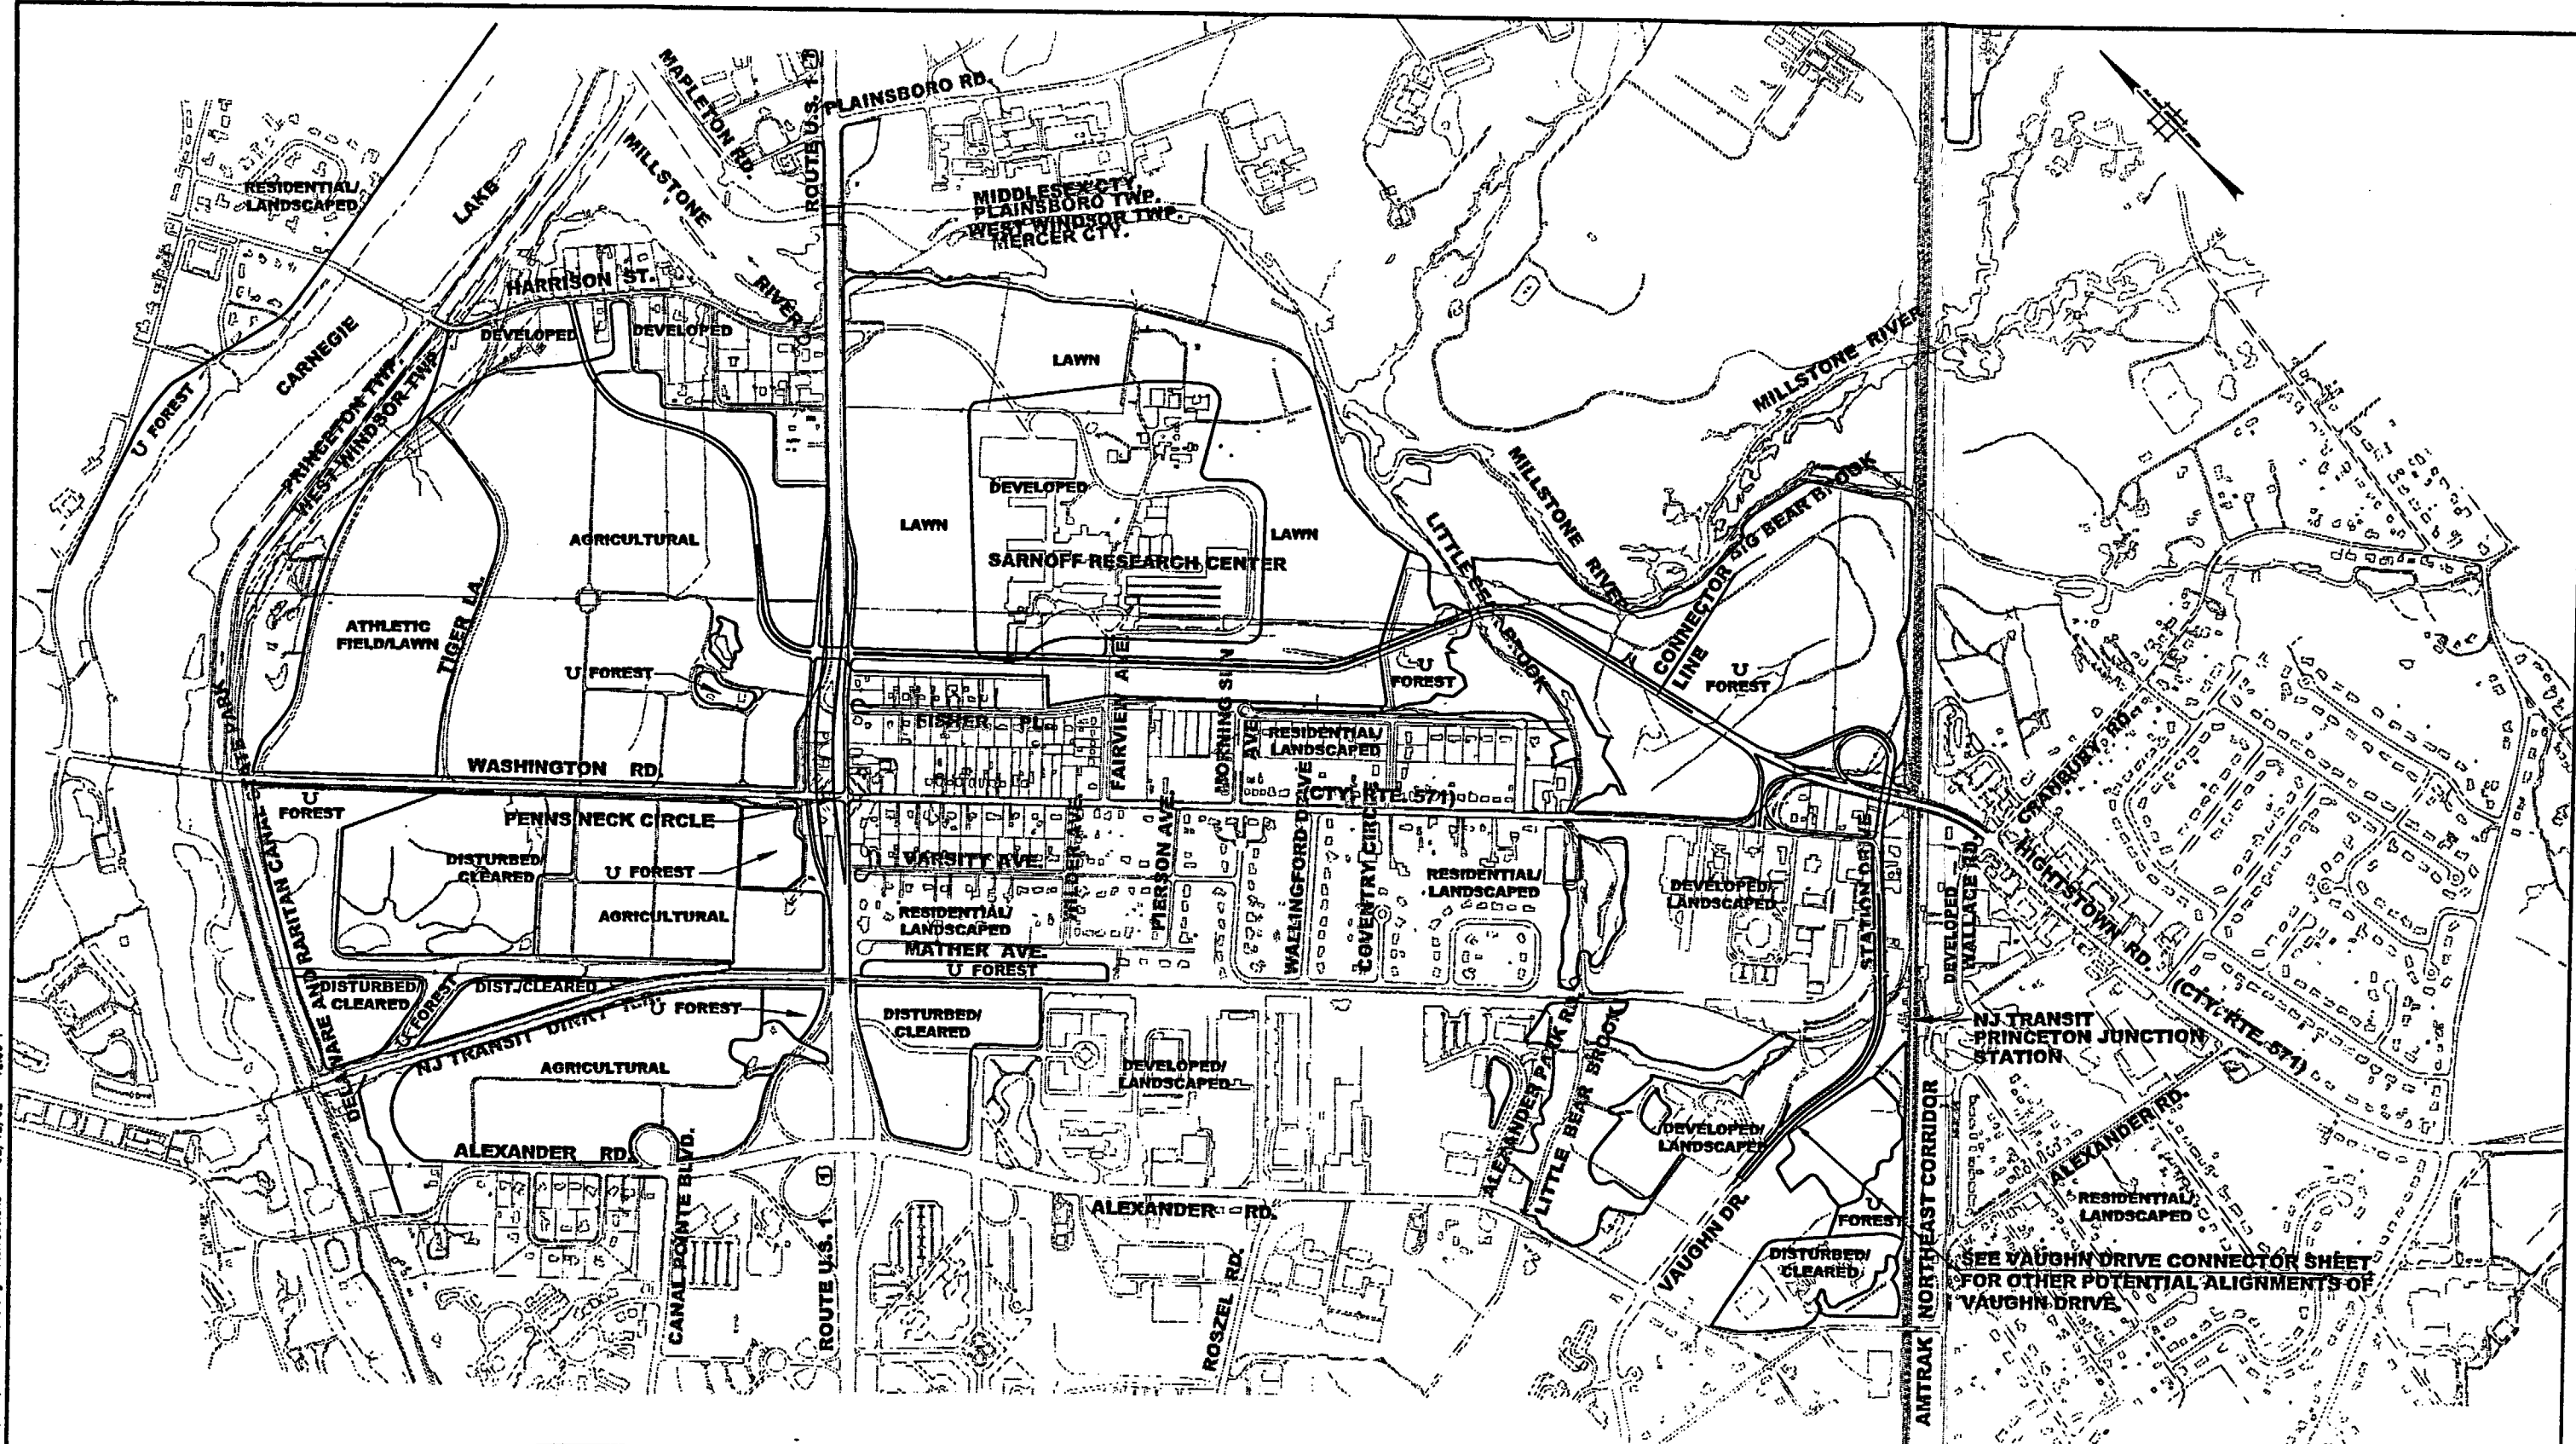 MAPLETON RD.
ROUTE U.S. 1
PLAINSBORO RD.
MILLSTONE
RIVER
RESIDENTIAL/
LANDSCAPED
LAKE
CARNEGIE
MIDDLESEX CTY.
PLAINSBORO TWP.
WEST WINDSOR TWP.
MERCER CTY.
HARRISON ST.
DEVELOPED
DEVELOPED
LAWN
U FOREST
PRINCETON TWP.
WEST WINDSOR TWP.
MILLSTONE RIVER
DEVELOPED
LAWN
LAWN
AGRICULTURAL
SARNOFF RESEARCH CENTER
MILLSTONE RIVER
LITTLE
BROOK
BIG BEAR BROOK
CONNECTOR
LINE
ATHLETIC
FIELD/LAWN
TIGER LA.
U FOREST
U
FOREST
U
FOREST
FISHER PL.
FAIRVIEW AVE
MORNING SUN
AVE
RESIDENTIAL/
LANDSCAPED
WASHINGTON RD.
(CTY. RTE. 571)
U
FOREST
PENNS NECK CIRCLE
CRANBURY RD.
HIGHTSTOWN RD.
(CTY. RTE. 571)
DELAWARE AND RARITAN CANAL STATE PARK
DISTURBED/
CLEARED
U FOREST
AGRICULTURAL
VARSITY AVE.
WILDER AVE.
PIERSON AVE.
WALLINGFORD DRIVE
COVENTRY CIRCLE
RESIDENTIAL/
LANDSCAPED
RESIDENTIAL/
LANDSCAPED
DEVELOPED/
LANDSCAPED
STATION DRIVE
DEVELOPED
WALLACE RD.
MATHER AVE.
U FOREST
DISTURBED/
CLEARED
U FOREST
DIST./CLEARED
U FOREST
NJ TRANSIT DINKY
DISTURBED/
CLEARED
AGRICULTURAL
DEVELOPED/
LANDSCAPED
ALEXANDER PARK RD.
LITTLE BEAR BROOK
NJ TRANSIT
PRINCETON JUNCTION
STATION
DEVELOPED/
LANDSCAPED
ALEXANDER RD.
CANAL POINTE BLVD.
ROUTE U.S. 1
1
ALEXANDER RD.
ROSZEL RD.
VAUGHN DR.
U
FOREST
DISTURBED/
CLEARED
AMTRAK NORTHEAST CORRIDOR
ALEXANDER RD.
RESIDENTIAL/
LANDSCAPED
SEE VAUGHN DRIVE CONNECTOR SHEET
FOR OTHER POTENTIAL ALIGNMENTS OF
VAUGHN DRIVE.